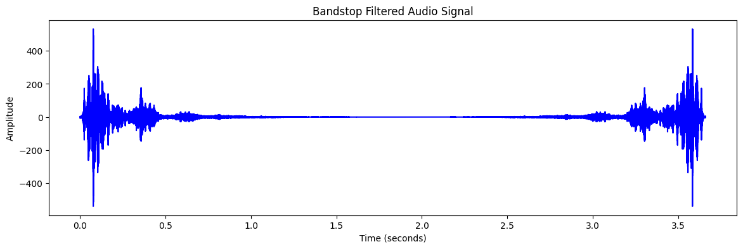 Bandstop Filtered Audio Signal
Amplitude
400
200
0
−200
−400
0.0 0.5 1.0 1.5 2.0 2.5 3.0 3.5
Time (seconds)